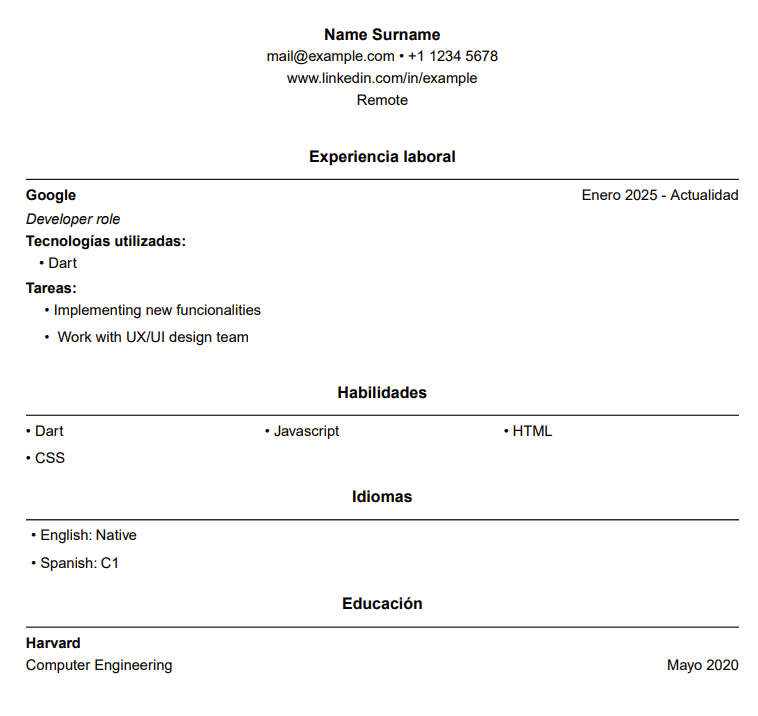 Name Surname
mail@example.com • +1 1234 5678
www.linkedin.com/in/example
Remote
Experiencia laboral
Google Enero 2025 - Actualidad
Developer role
Tecnologías utilizadas:
• Dart
Tareas:
• Implementing new funcionalities
• Work with UX/UI design team
Habilidades
• Dart • Javascript • HTML
• CSS
Idiomas
• English: Native
• Spanish: C1
Educación
Harvard
Computer Engineering Mayo 2020